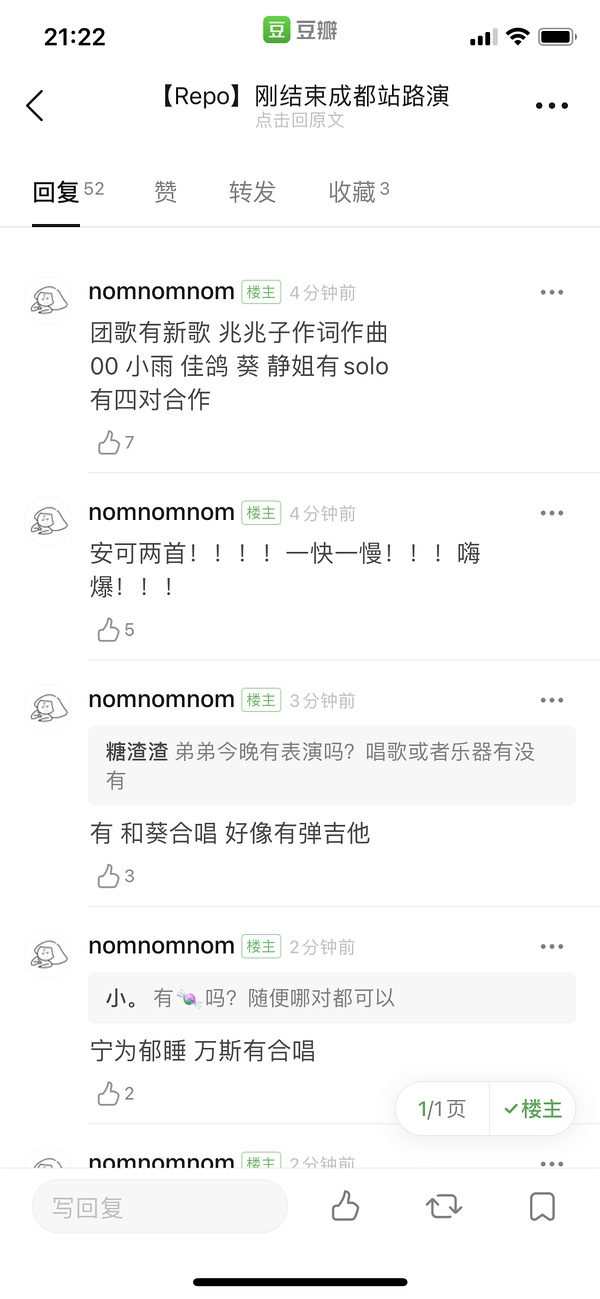 21:22
豆 豆瓣
【Repo】刚结束成都站路演
点击回原文
回复 52 赞 转发 收藏 3
nomnomnom 楼主 4分钟前
团歌有新歌 兆兆子作词作曲
00 小雨 佳鸽 葵 静姐有solo
有四对合作
7
nomnomnom 楼主 4分钟前
安可两首！！！！一快一慢！！！嗨
爆！！！
5
nomnomnom 楼主 3分钟前
糖渣渣 弟弟今晚有表演吗？唱歌或者乐器有没
有
有 和葵合唱 好像有弹吉他
3
nomnomnom 楼主 2分钟前
小。 有🍬吗？随便哪对都可以
宁为郁睡 万斯有合唱
2
1/1页 楼主
nomnomnom 楼主 2分钟前
写回复